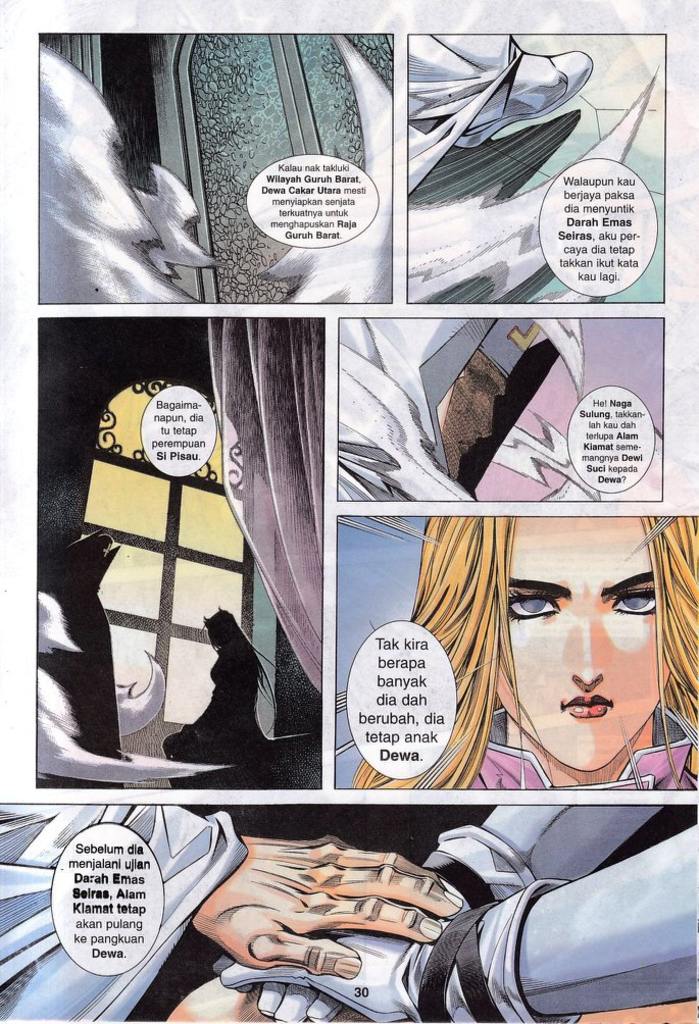 Kalau nak takluki
Wilayah Guruh Barat,
Dewa Cakar Utara mesti
menyiapkan senjata
terkuatnya untuk
menghapuskan Raja
Guruh Barat.
Walaupun kau
berjaya paksa
dia menyuntik
Darah Emas
Seiras, aku per-
caya dia tetap
takkan ikut kata
kau lagi.
Bagaima-
napun, dia
tu tetap
perempuan
Si Pisau.
He! Naga
Sulung, takkan-
lah kau dah
terlupa Alam
Kiamat seme-
mangnya Dewi
Suci kepada
Dewa?
Tak kira
berapa
banyak
dia dah
berubah, dia
tetap anak
Dewa.
Sebelum dia
menjalani ujian
Darah Emas
Seiras, Alam
Kiamat tetap
akan pulang
ke pangkuan
Dewa.
30